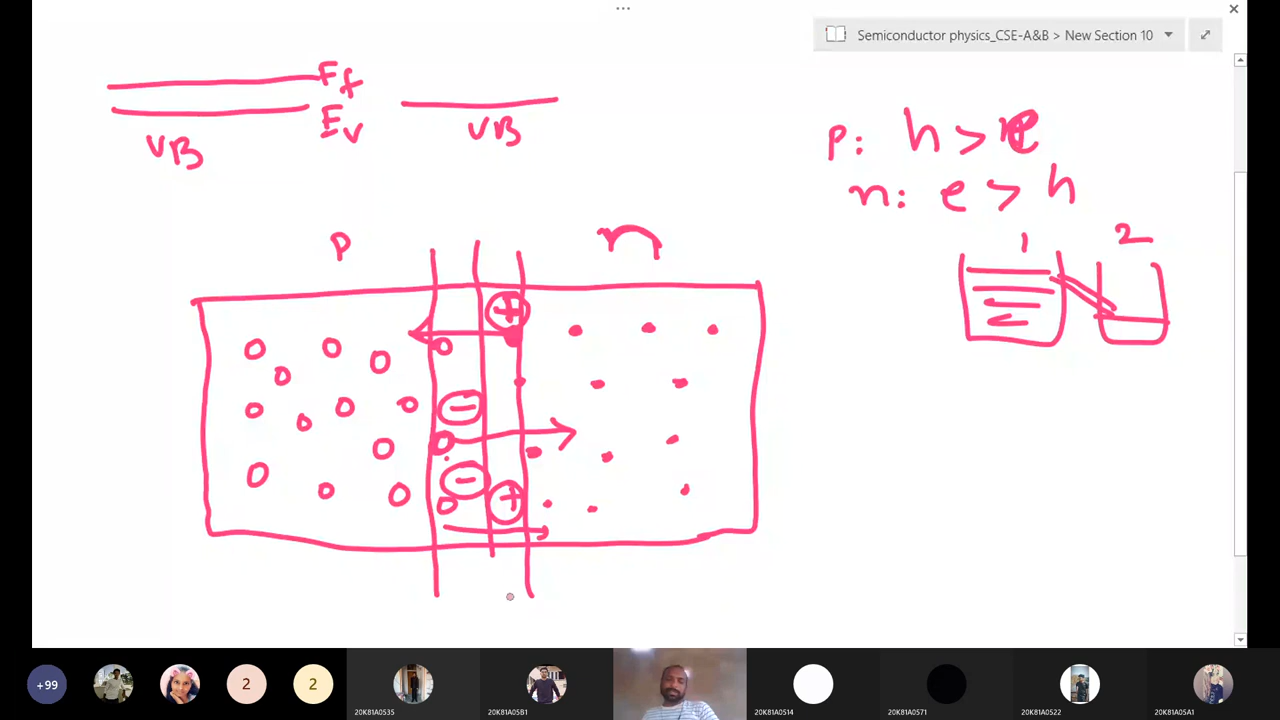 Semiconductor physics_CSE-A&B > New Section 10
Ef
Ev
VB
VB
p: h > e
n: e > h
1 2
p n
+
−
−
+
+99
2
2
20K81A0535
20K81A05B1
20K81A0514
20K81A0571
20K81A0522
20K81A05A1